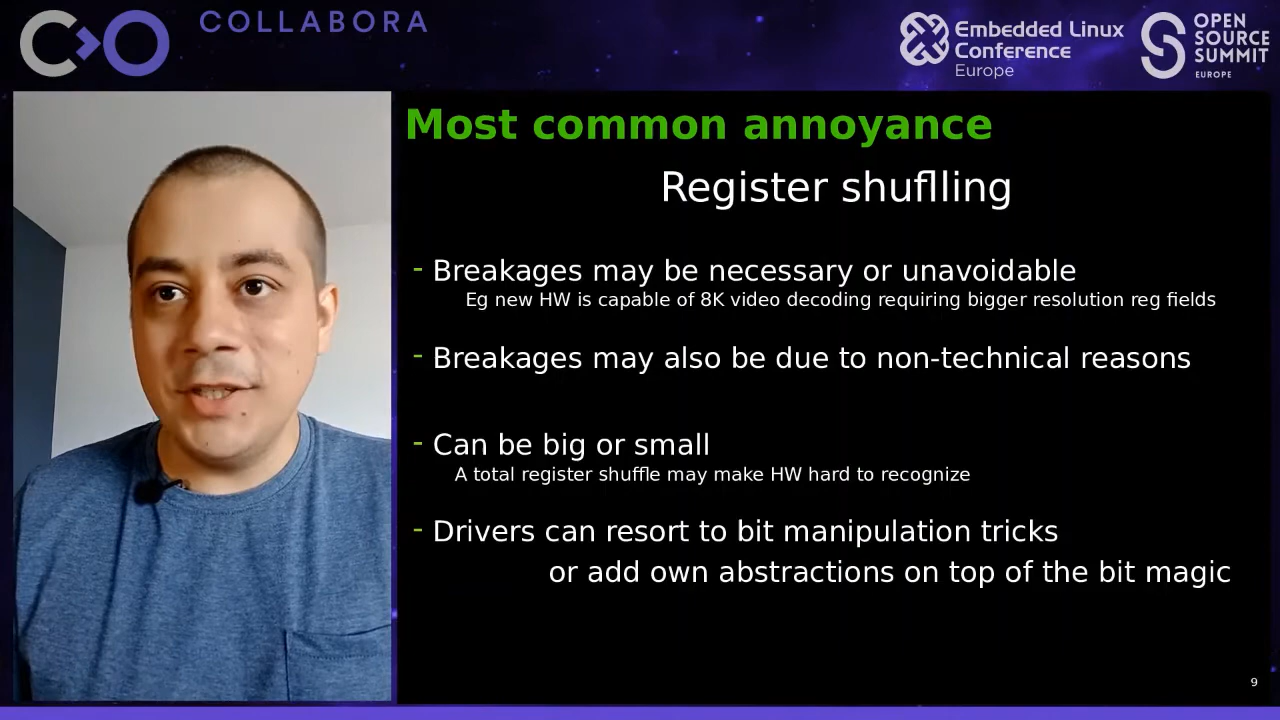 COLLABORA
Embedded Linux
Conference
Europe
OPEN
SOURCE
SUMMIT
EUROPE
Most common annoyance
Register shuflling
- Breakages may be necessary or unavoidable
Eg new HW is capable of 8K video decoding requiring bigger resolution reg fields
- Breakages may also be due to non-technical reasons
- Can be big or small
A total register shuffle may make HW hard to recognize
- Drivers can resort to bit manipulation tricks
or add own abstractions on top of the bit magic
9